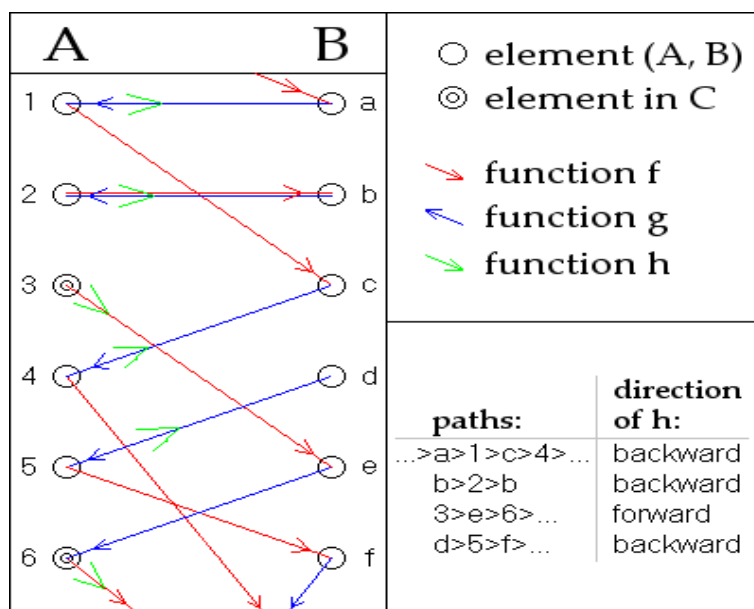 A B
1 a
2 b
3 c
4 d
5 e
6 f
element (A, B)
element in C
function f
function g
function h
paths: direction of h:
...>a>1>c>4>... backward
b>2>b backward
3>e>6>... forward
d>5>f>... backward